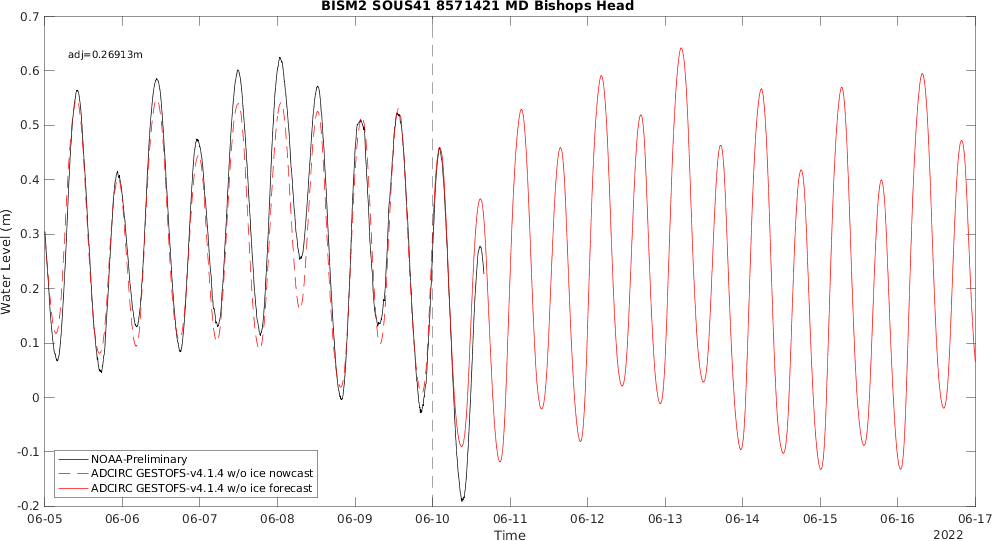 BISM2 SOUS41 8571421 MD Bishops Head
0.7
adj=0.26913m
0.6
0.5
0.4
0.3
0.2
0.1
0
-0.1
-0.2
Water Level (m)
NOAA-Preliminary
ADCIRC GESTOFS-v4.1.4 w/o ice nowcast
ADCIRC GESTOFS-v4.1.4 w/o ice forecast
06-05 06-06 06-07 06-08 06-09 06-10 06-11 06-12 06-13 06-14 06-15 06-16 06-17
Time
2022